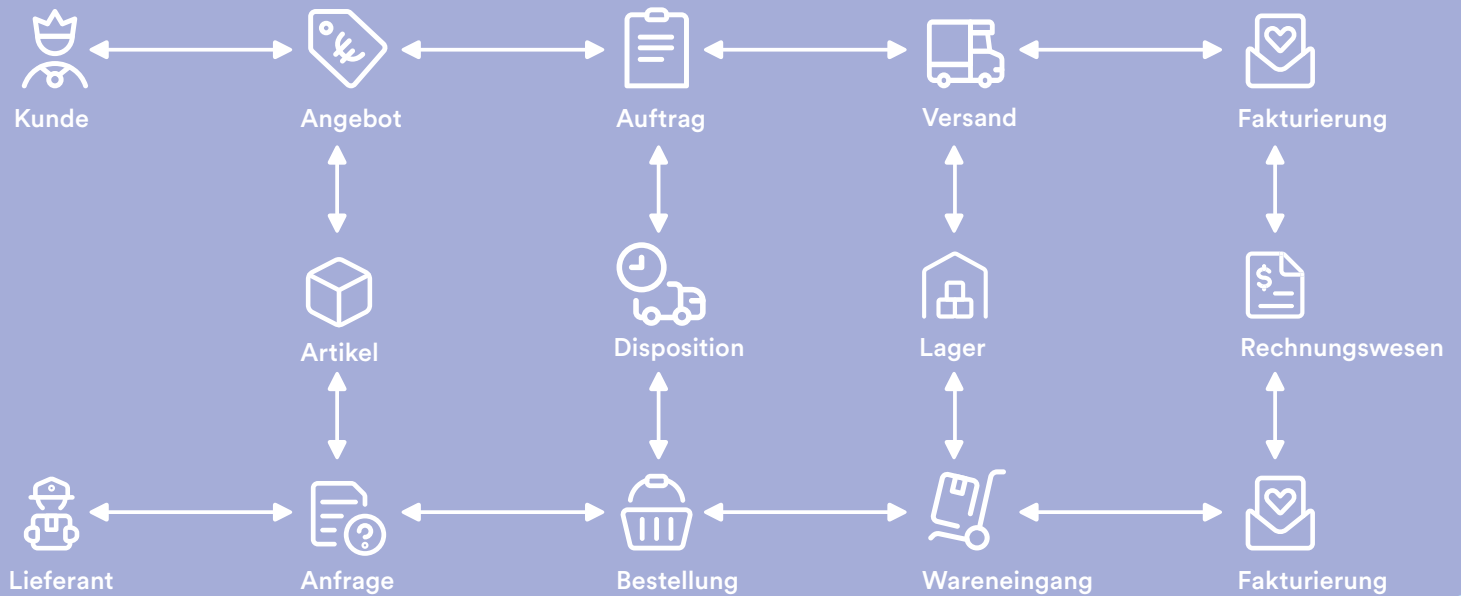 Kunde
Angebot
Auftrag
Versand
Fakturierung
Artikel
Disposition
Lager
Rechnungswesen
Lieferant
Anfrage
Bestellung
Wareneingang
Fakturierung